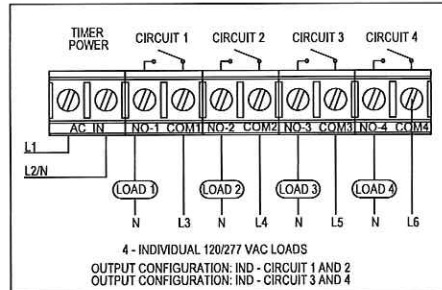 TIMER POWER
CIRCUIT 1 CIRCUIT 2 CIRCUIT 3 CIRCUIT 4
AC IN NO-1 COM1 NO-2 COM2 NO-3 COM3 NO-4 COM4
L1
L2/N
LOAD 1 LOAD 2 LOAD 3 LOAD 4
N L3 N L4 N L5 N L6
4 - INDIVIDUAL 120/277 VAC LOADS
OUTPUT CONFIGURATION: IND - CIRCUIT 1 AND 2
OUTPUT CONFIGURATION: IND - CIRCUIT 3 AND 4